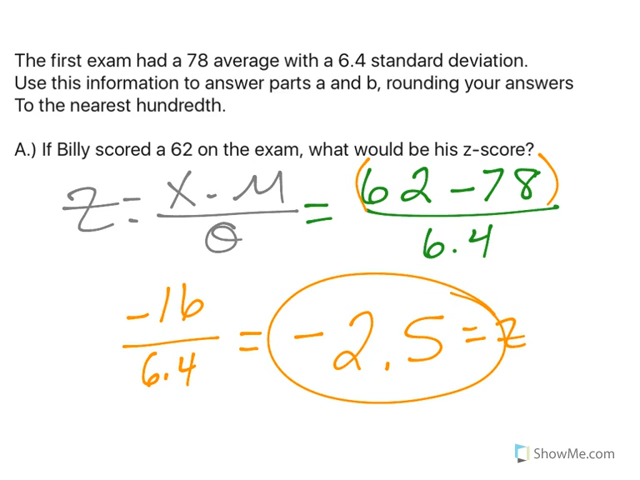 The first exam had a 78 average with a 6.4 standard deviation.
Use this information to answer parts a and b, rounding your answers
To the nearest hundredth.
A.) If Billy scored a 62 on the exam, what would be his z-score?
z = x - M / θ = (62 - 78) / 6.4
-16 / 6.4 = -2.5 = z
ShowMe.com